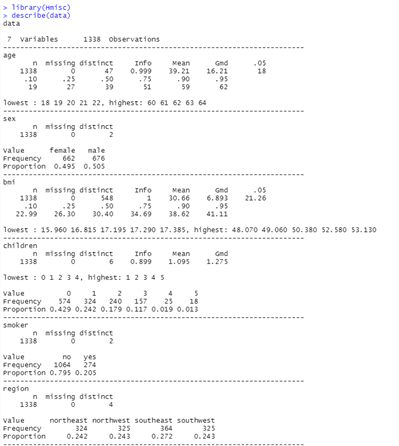 > library(Hmisc)
> describe(data)
data

7 Variables 1338 Observations
--------------------------------------------------------------------------------
age
n missing distinct Info Mean Gmd .05
1338 0 47 0.999 39.21 16.21 18
.10 .25 .50 .75 .90 .95
19 27 39 51 59 62

lowest : 18 19 20 21 22, highest: 60 61 62 63 64
--------------------------------------------------------------------------------
sex
n missing distinct
1338 0 2

Value female male
Frequency 662 676
Proportion 0.495 0.505
--------------------------------------------------------------------------------
bmi
n missing distinct Info Mean Gmd .05
1338 0 548 1 30.66 6.893 21.26
.10 .25 .50 .75 .90 .95
22.99 26.30 30.40 34.69 38.62 41.11

lowest : 15.960 16.815 17.195 17.290 17.385, highest: 48.070 49.060 50.380 52.580 53.130
--------------------------------------------------------------------------------
children
n missing distinct Info Mean Gmd
1338 0 6 0.899 1.095 1.275

lowest : 0 1 2 3 4, highest: 1 2 3 4 5

Value 0 1 2 3 4 5
Frequency 574 324 240 157 25 18
Proportion 0.429 0.242 0.179 0.117 0.019 0.013
--------------------------------------------------------------------------------
smoker
n missing distinct
1338 0 2

Value no yes
Frequency 1064 274
Proportion 0.795 0.205
--------------------------------------------------------------------------------
region
n missing distinct
1338 0 4

Value northeast northwest southeast southwest
Frequency 324 325 364 325
Proportion 0.242 0.243 0.272 0.243
--------------------------------------------------------------------------------